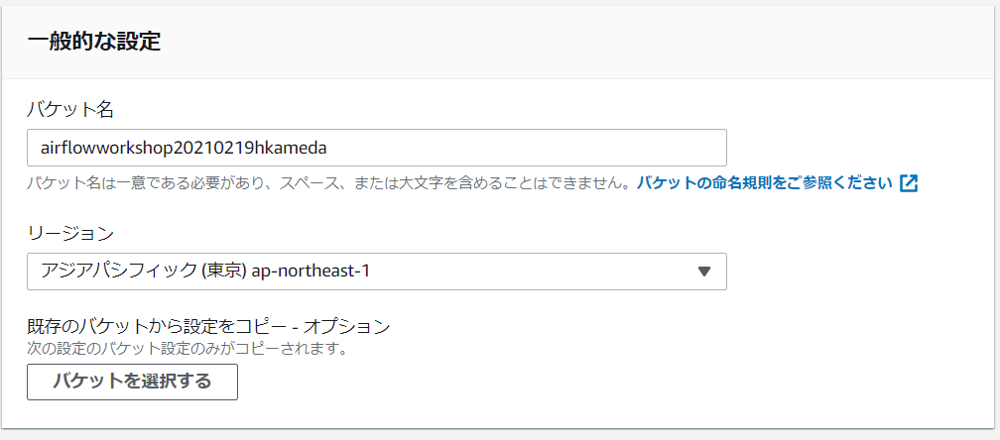 一般的な設定
バケット名
airflowworkshop20210219hkameda
バケット名は一意である必要があり、スペース、または大文字を含めることはできません。バケットの命名規則をご参照ください
リージョン
アジアパシフィック (東京) ap-northeast-1
既存のバケットから設定をコピー - オプション
次の設定のバケット設定のみがコピーされます。
バケットを選択する